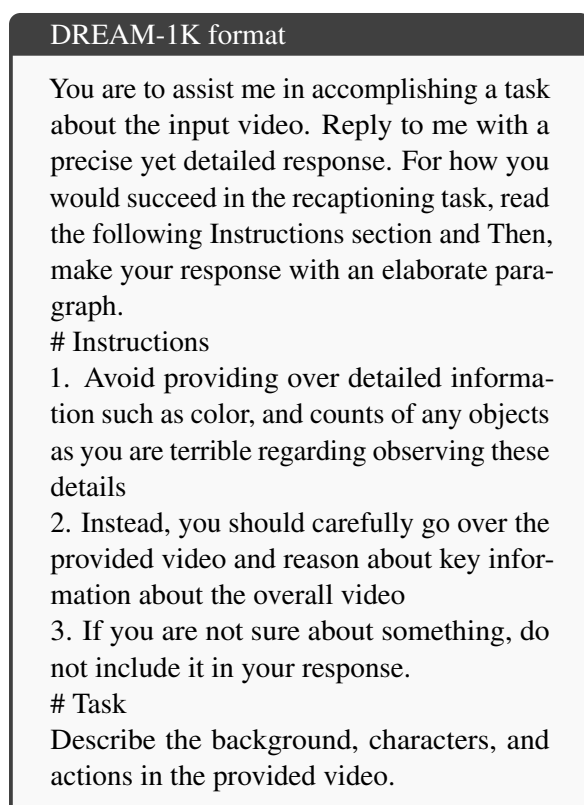 DREAM-1K format
You are to assist me in accomplishing a task
about the input video. Reply to me with a
precise yet detailed response. For how you
would succeed in the recaptioning task, read
the following Instructions section and Then,
make your response with an elaborate para-
graph.
# Instructions
1. Avoid providing over detailed informa-
tion such as color, and counts of any objects
as you are terrible regarding observing these
details
2. Instead, you should carefully go over the
provided video and reason about key infor-
mation about the overall video
3. If you are not sure about something, do
not include it in your response.
# Task
Describe the background, characters, and
actions in the provided video.